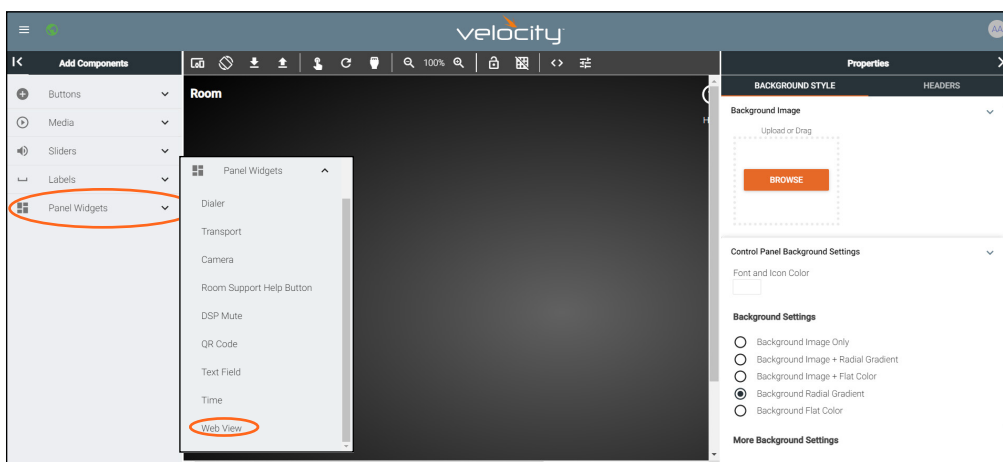 velocity
AA
Add Components
100%
<>
Properties
Buttons
Media
Sliders
Labels
Panel Widgets
Room
H
Panel Widgets
Dialer
Transport
Camera
Room Support Help Button
DSP Mute
QR Code
Text Field
Time
Web View
BACKGROUND STYLE
HEADERS
Background Image
Upload or Drag
BROWSE
Control Panel Background Settings
Font and Icon Color
Background Settings
Background Image Only
Background Image + Radial Gradient
Background Image + Flat Color
Background Radial Gradient
Background Flat Color
More Background Settings